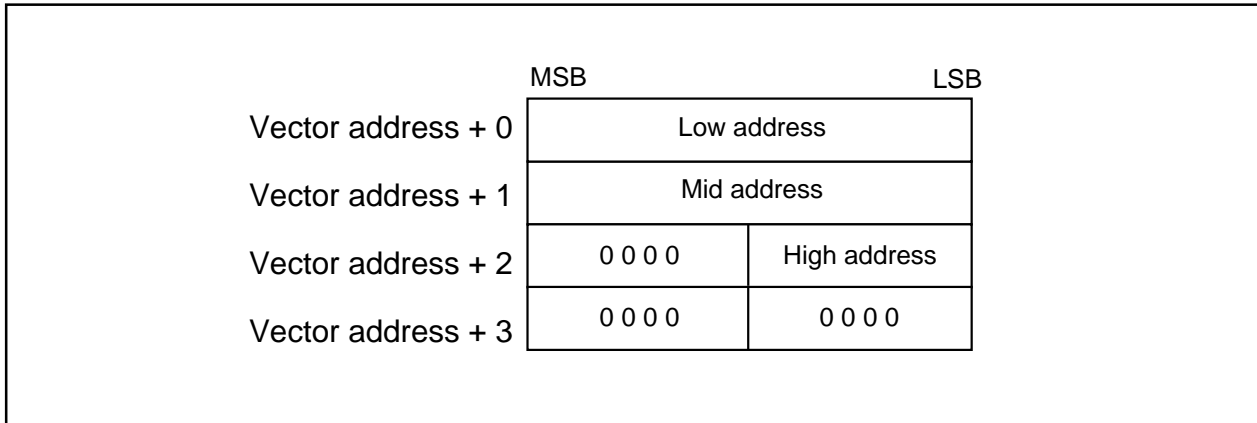 MSB LSB
Vector address + 0 Low address
Vector address + 1 Mid address
Vector address + 2 0 0 0 0 High address
Vector address + 3 0 0 0 0 0 0 0 0